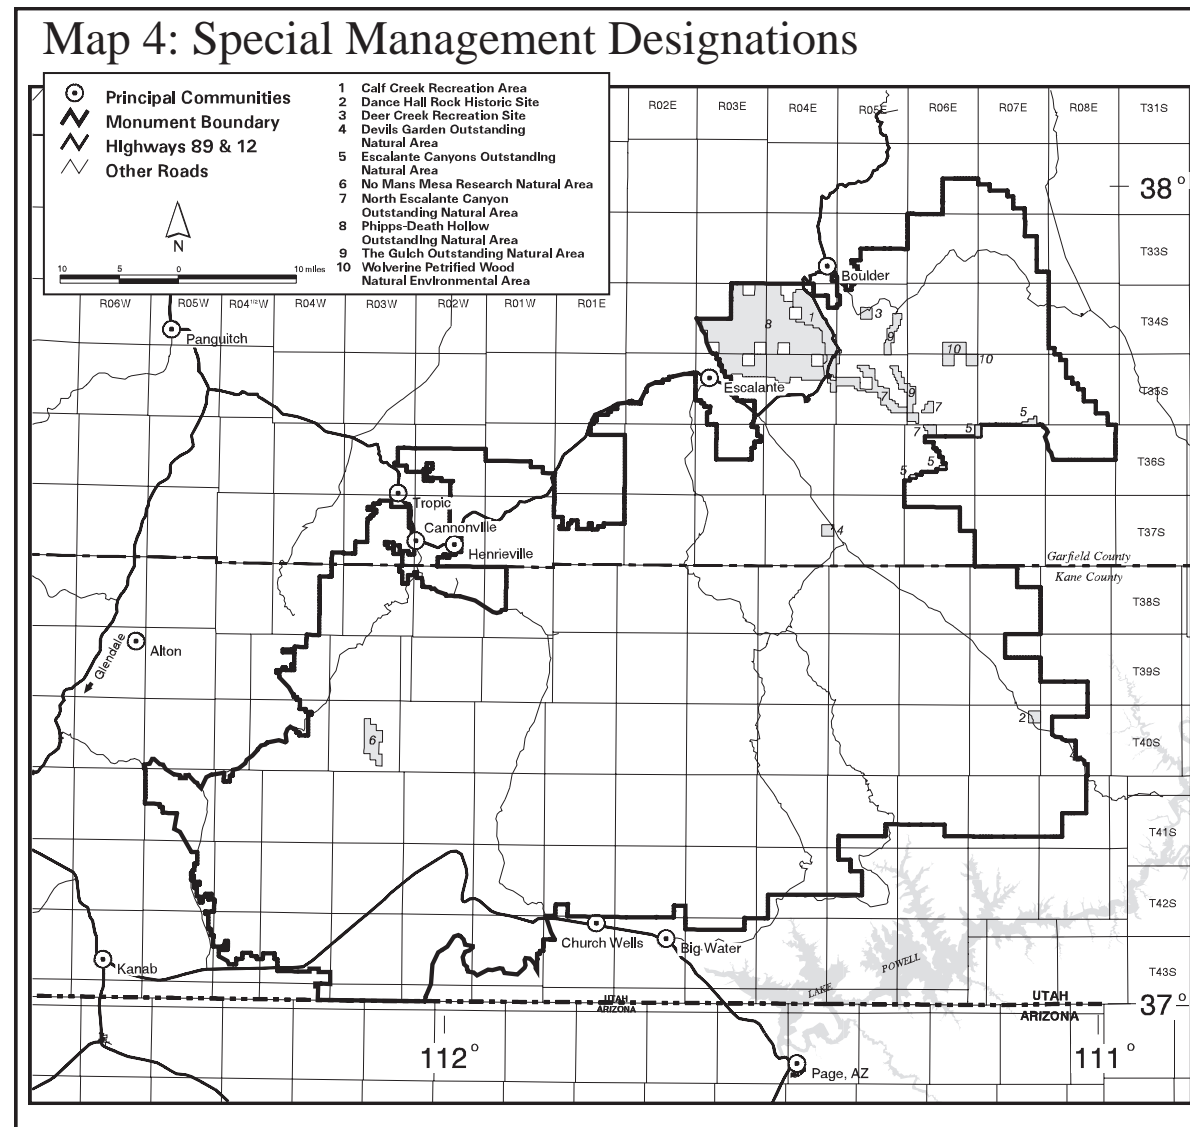 Map 4: Special Management Designations
Principal Communities
Monument Boundary
HIghways 89 & 12
Other Roads
N
10 5 0 10 miles
1 Calf Creek Recreation Area
2 Dance Hall Rock Historic Site
3 Deer Creek Recreation Site
4 Devils Garden Outstanding
Natural Area
5 Escalante Canyons Outstanding
Natural Area
6 No Mans Mesa Research Natural Area
7 North Escalante Canyon
Outstanding Natural Area
8 Phipps-Death Hollow
Outstanding Natural Area
9 The Gulch Outstanding Natural Area
10 Wolverine Petrified Wood
Natural Environmental Area
R02E R03E R04E R05E R06E R07E R08E T31S
38°
T33S
Boulder
R06W R05W R04 1/2 W R04W R03W R02W R01W R01E
8 1 3 T34S
Panguitch
9
10
10
Escalante
T35S
7 9
7
5
7 5
T36S
5 5
Tropic
Cannonville
4 T37S
Henrieville
Garfield County
Kane County
T38S
Glendale
Alton
T39S
2
6 T40S
T41S
T42S
Church Wells
Big Water
Kanab
POWELL
LAKE
T43S
UTAH
ARIZONA
UTAH
ARIZONA
37°
112° 111°
Page, AZ